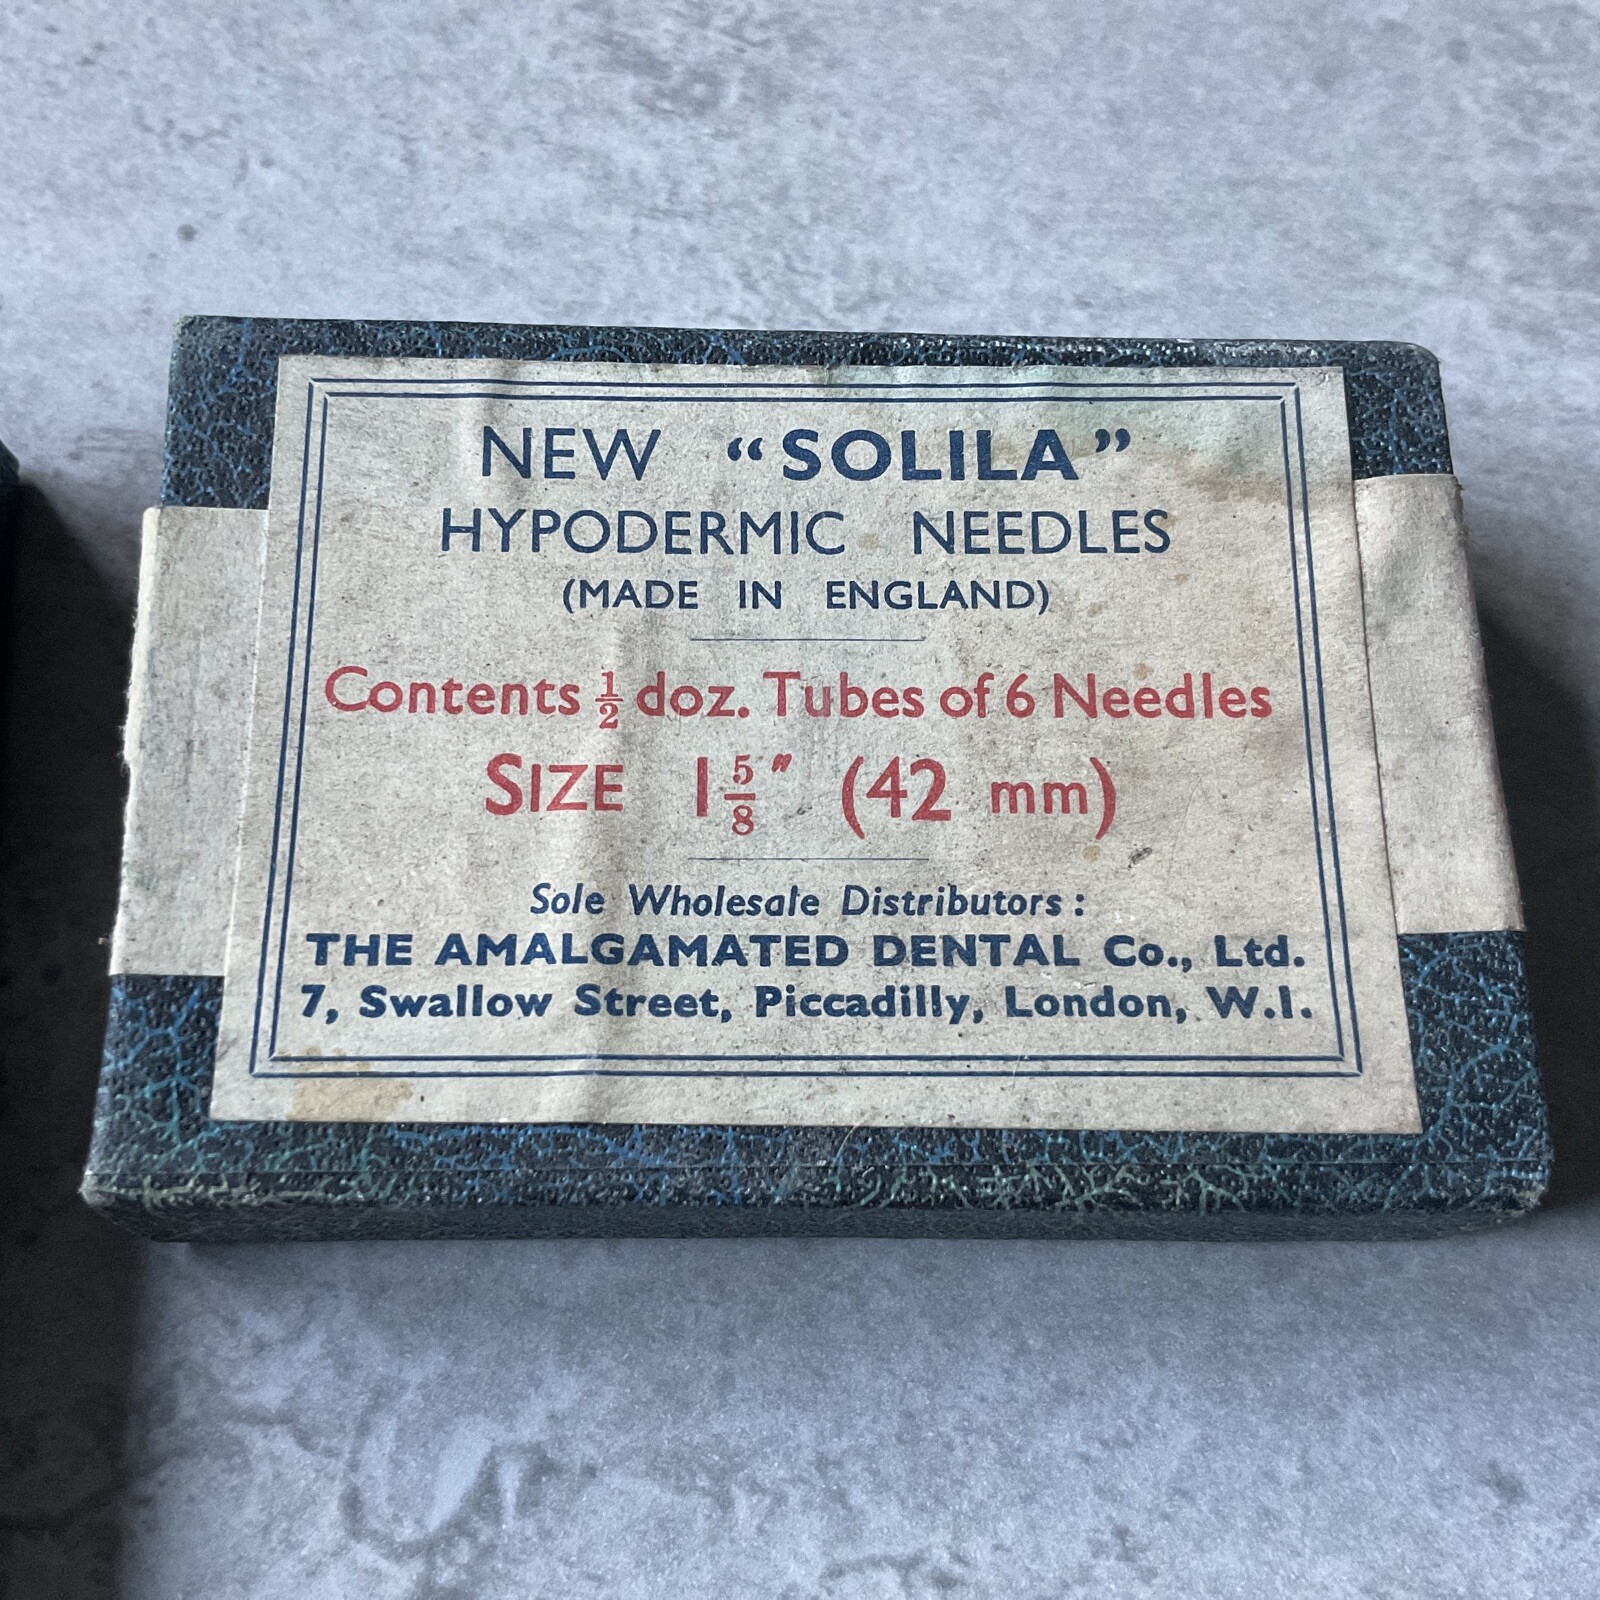 NEW “SOLILA”
HYPODERMIC NEEDLES
(MADE IN ENGLAND)
Contents ½ doz. Tubes of 6 Needles
SIZE 1⅝″ (42 mm)
Sole Wholesale Distributors:
THE AMALGAMATED DENTAL Co., Ltd.
7, Swallow Street, Piccadilly, London, W.1.